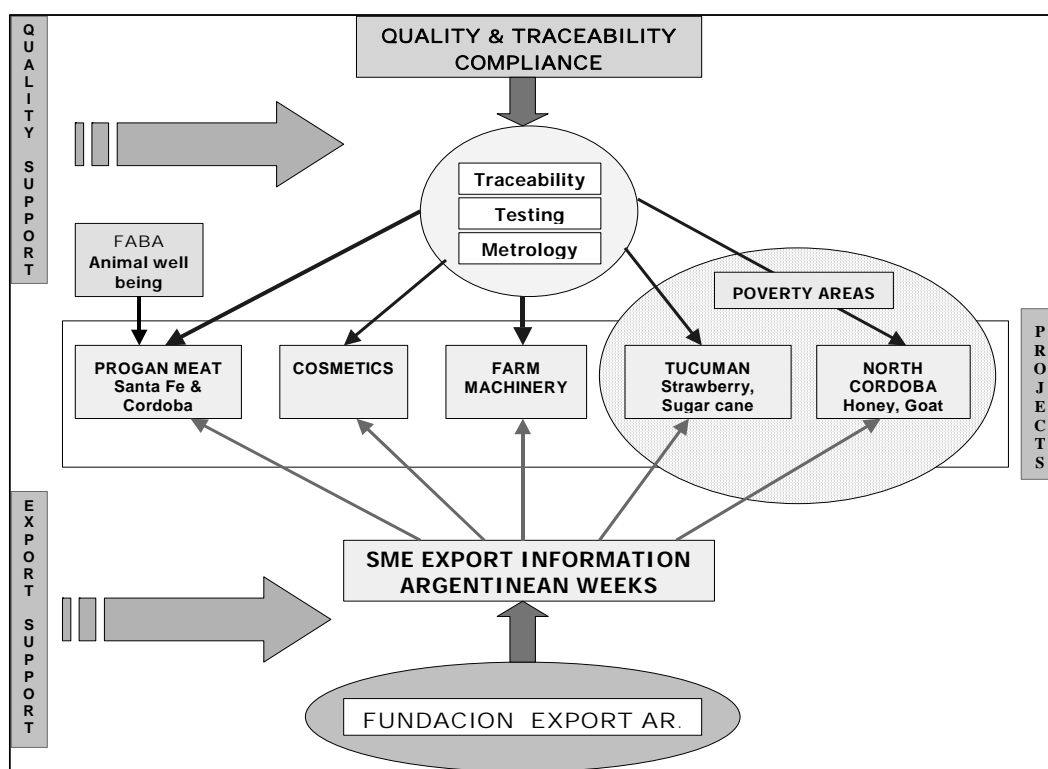 QUALITY SUPPORT
QUALITY & TRACEABILITY
COMPLIANCE
Traceability
Testing
Metrology
FABA
Animal well
being
POVERTY AREAS
PROJECTS
PROGAN MEAT
Santa Fe &
Cordoba
COSMETICS
FARM
MACHINERY
TUCUMAN
Strawberry,
Sugar cane
NORTH
CORDOBA
Honey, Goat
EXPORT SUPPORT
SME EXPORT INFORMATION
ARGENTINEAN WEEKS
FUNDACION EXPORT AR.